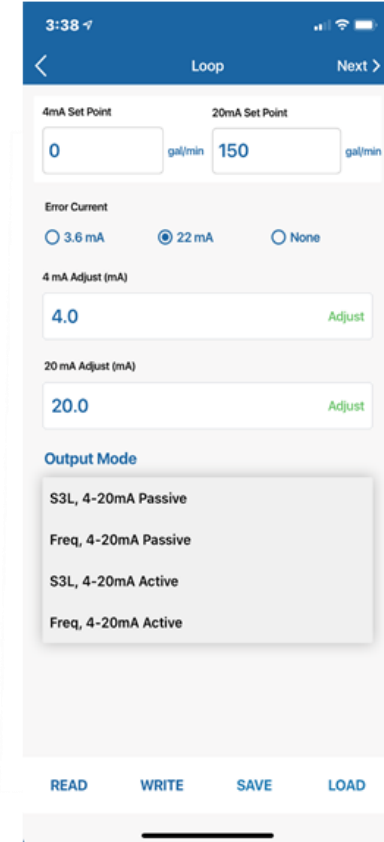 3:38
Loop
Next >
4mA Set Point 20mA Set Point
0 gal/min 150 gal/min
Error Current
3.6 mA 22 mA None
4 mA Adjust (mA)
4.0 Adjust
20 mA Adjust (mA)
20.0 Adjust
Output Mode
S3L, 4-20mA Passive
Freq, 4-20mA Passive
S3L, 4-20mA Active
Freq, 4-20mA Active
READ WRITE SAVE LOAD